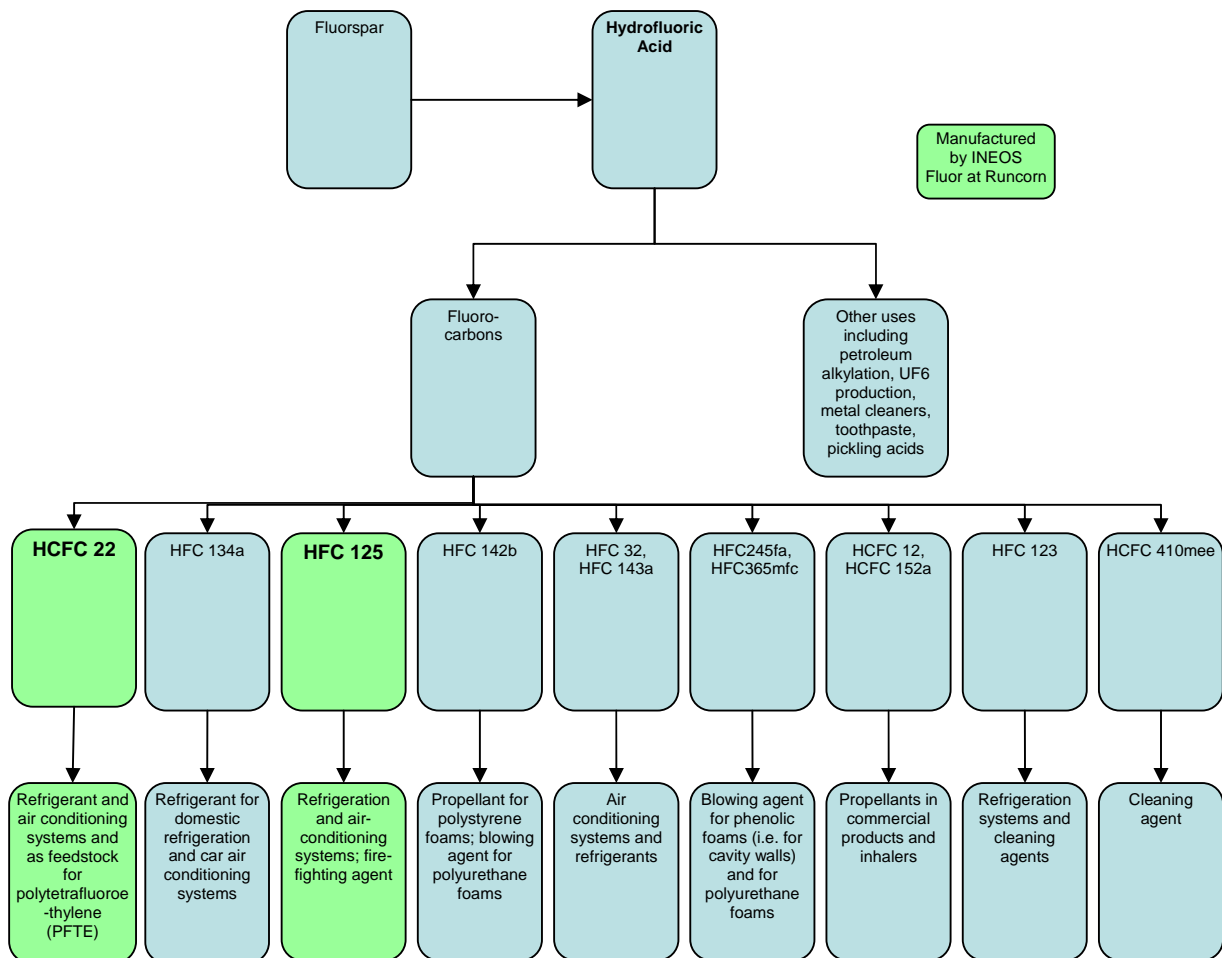 Fluorspar
Hydrofluoric
Acid
Manufactured
by INEOS
Fluor at Runcorn
Fluoro-
carbons
Other uses
including
petroleum
alkylation, UF6
production,
metal cleaners,
toothpaste,
pickling acids
HCFC 22
HFC 134a
HFC 125
HFC 142b
HFC 32,
HFC 143a
HFC245fa,
HFC365mfc
HCFC 12,
HCFC 152a
HFC 123
HCFC 410mee
Refrigerant and
air conditioning
systems and
as feedstock
for
polytetrafluoroe
-thylene
(PFTE)
Refrigerant for
domestic
refrigeration
and car air
conditioning
systems
Refrigeration
and air-
conditioning
systems; fire-
fighting agent
Propellant for
polystyrene
foams; blowing
agent for
polyurethane
foams
Air
conditioning
systems and
refrigerants
Blowing agent
for phenolic
foams (i.e. for
cavity walls)
and for
polyurethane
foams
Propellants in
commercial
products and
inhalers
Refrigeration
systems and
cleaning
agents
Cleaning
agent